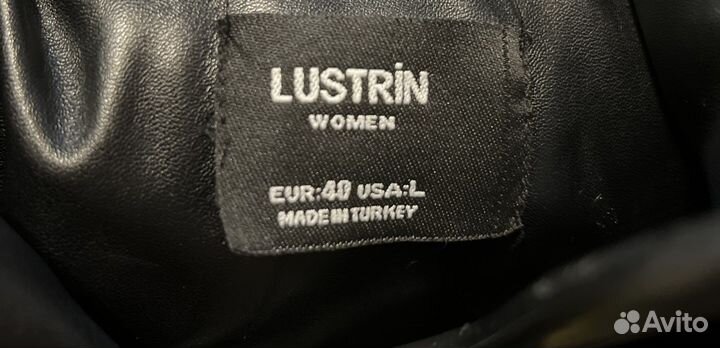 LUSTRİN
WOMEN
EUR:40 USA:L
MADE IN TURKEY
Avito